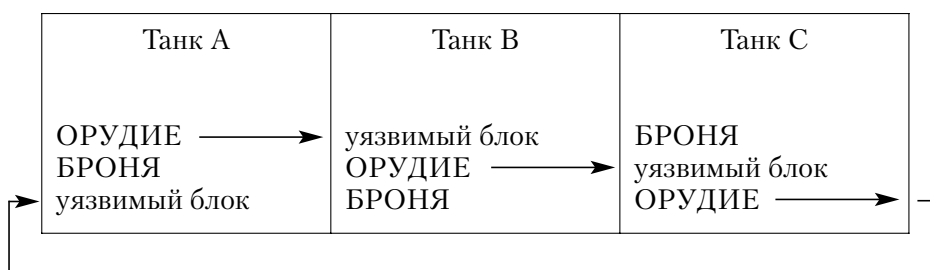 Танк А Танк В Танк С
ОРУДИЕ уязвимый блок БРОНЯ
БРОНЯ ОРУДИЕ уязвимый блок
уязвимый блок БРОНЯ ОРУДИЕ